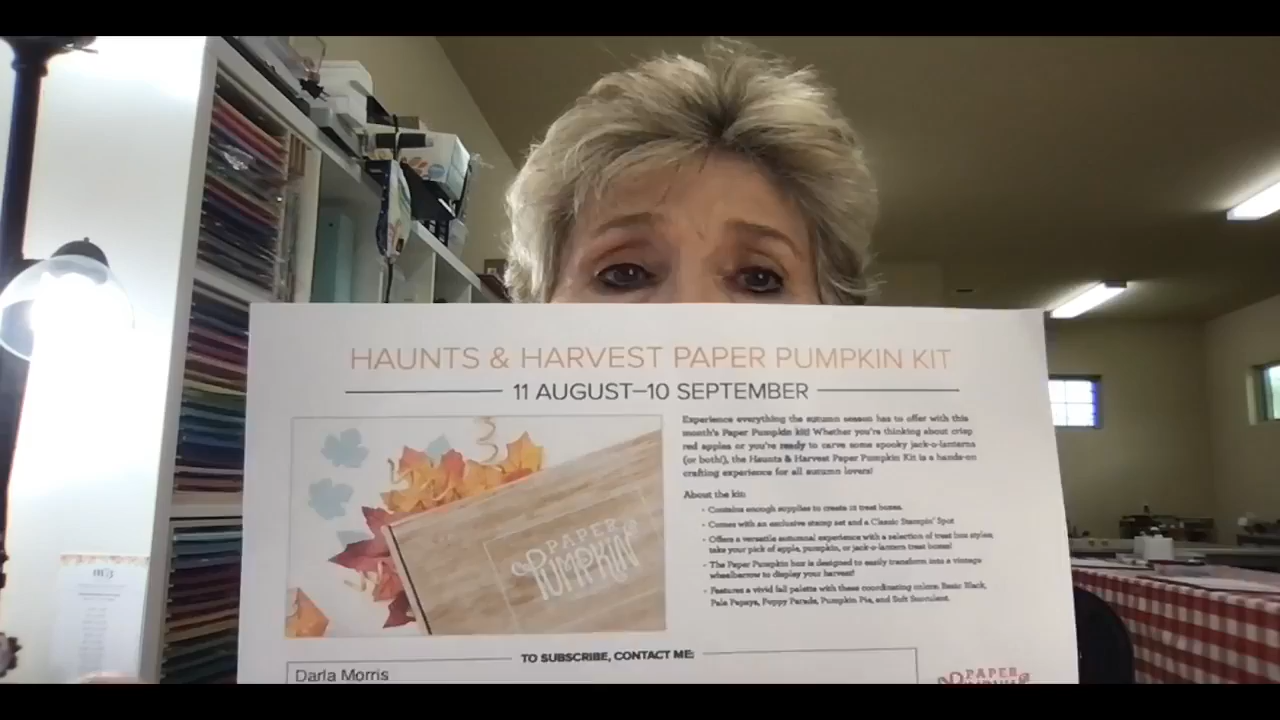 HAUNTS & HARVEST PAPER PUMPKIN KIT
11 AUGUST–10 SEPTEMBER
Experience everything the autumn season has to offer with this
month's Paper Pumpkin kit! Whether you're thinking about crisp
red apples or you're ready to carve some spooky jack-o-lanterns
(or both!), the Haunts & Harvest Paper Pumpkin Kit is a hands-on
crafting experience for all autumn lovers!
About the kit:
• Contains enough supplies to create 12 treat boxes.
• Comes with an exclusive stamp set and a Classic Stampin' Spot
• Offers a versatile autumnal experience with a selection of treat box styles,
take your pick of apple, pumpkin, or jack-o-lantern treat boxes!
• The Paper Pumpkin box is designed to easily transform into a vintage
wheelbarrow to display your harvest!
• Features a vivid fall palette with these coordinating colors: Basic Black,
Pale Papaya, Poppy Parade, Pumpkin Pie, and Soft Succulent.
PAPER
PUMPKIN
TO SUBSCRIBE, CONTACT ME:
Darla Morris
PAPER
PUMPKIN